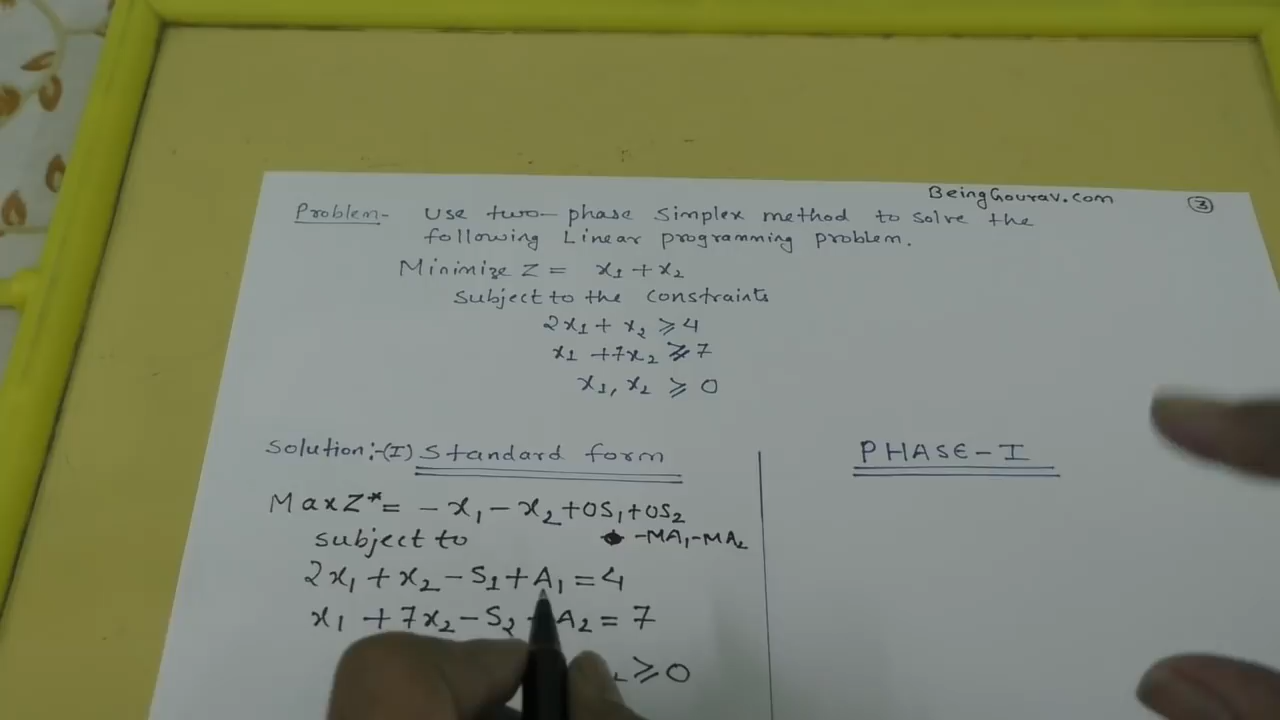 BeingGourav.com
3
Problem- Use two-phase simplex method to solve the
following Linear programming problem.
Minimize Z = x₁ + x₂
Subject to the constraints
2x₁ + x₂ ≥ 4
x₁ + 7x₂ ≥ 7
x₁, x₂ ≥ 0
Solution:-(I) Standard form
Max Z* = -x₁ - x₂ + 0S₁ + 0S₂
-MA₁-MA₂
subject to
2x₁ + x₂ - S₁ + A₁ = 4
x₁ + 7x₂ - S₂ A₂ = 7
≥ 0
PHASE-I